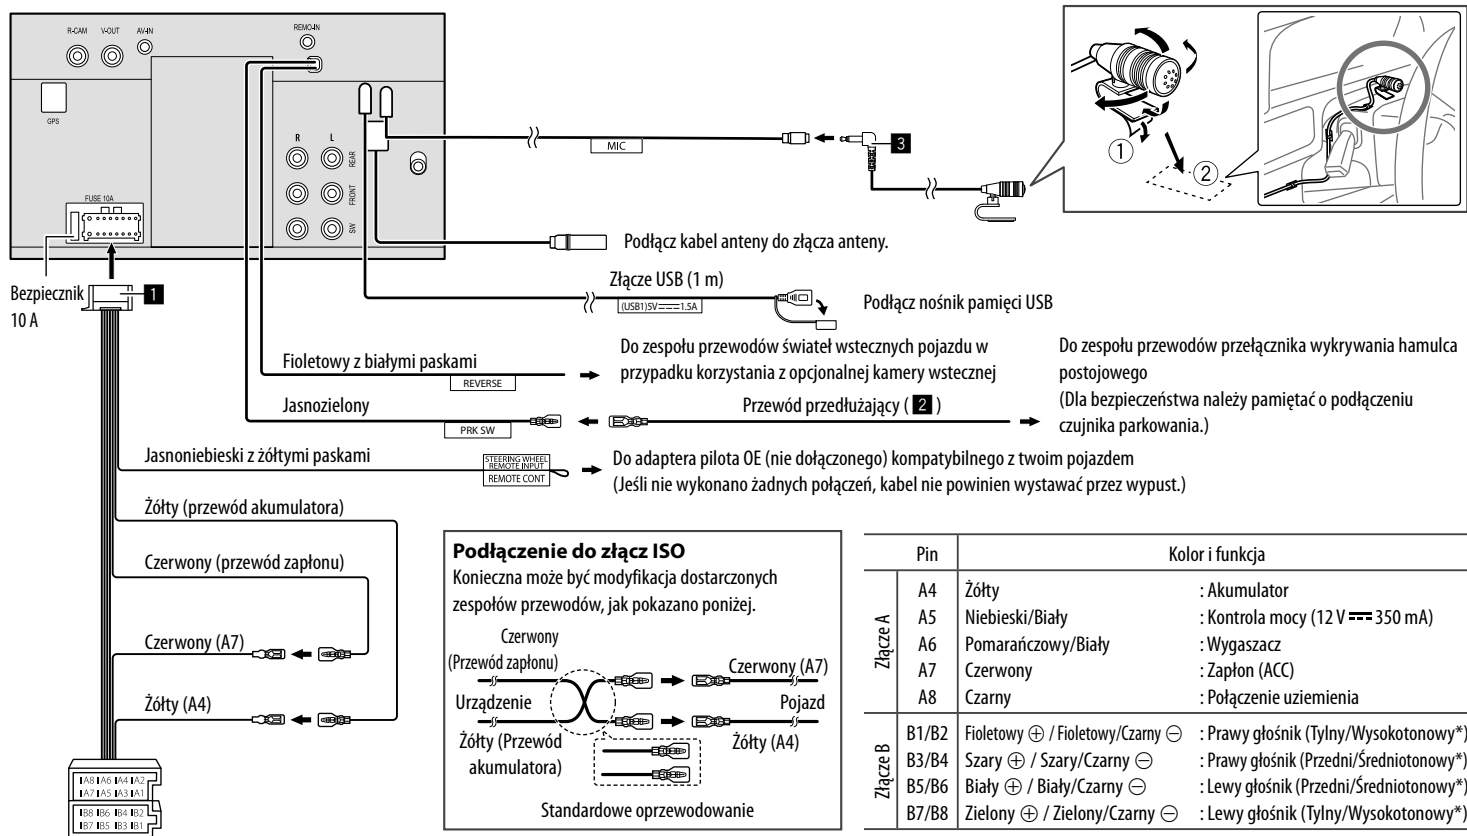 R-CAM V-OUT AV-IN REMO-IN
GPS
R L
REAR
FRONT
SW
FUSE 10A
MIC
3
1
2
Podłącz kabel anteny do złącza anteny.
Bezpiecznik
10 A
1
Złącze USB (1 m)
(USB1)5V⎓1.5A
Podłącz nośnik pamięci USB
Fioletowy z białymi paskami
REVERSE
Do zespołu przewodów świateł wstecznych pojazdu w
przypadku korzystania z opcjonalnej kamery wstecznej
Jasnozielony
PRK SW
Przewód przedłużający ( 2 )
Do zespołu przewodów przełącznika wykrywania hamulca
postojowego
(Dla bezpieczeństwa należy pamiętać o podłączeniu
czujnika parkowania.)
Jasnoniebieski z żółtymi paskami
STEERING WHEEL
REMOTE INPUT
REMOTE CONT
Do adaptera pilota OE (nie dołączonego) kompatybilnego z twoim pojazdem
(Jeśli nie wykonano żadnych połączeń, kabel nie powinien wystawać przez wypust.)
Żółty (przewód akumulatora)
Czerwony (przewód zapłonu)
Czerwony (A7)
Żółty (A4)
A8 A6 A4 A2
A7 A5 A3 A1
B8 B6 B4 B2
B7 B5 B3 B1
Podłączenie do złącz ISO
Konieczna może być modyfikacja dostarczonych
zespołów przewodów, jak pokazano poniżej.
Czerwony
(Przewód zapłonu)
Czerwony (A7)
Urządzenie
Pojazd
Żółty (Przewód
akumulatora)
Żółty (A4)
Standardowe oprzewodowanie
Pin Kolor i funkcja
Złącze A
A4 Żółty : Akumulator
A5 Niebieski/Biały : Kontrola mocy (12 V ⎓ 350 mA)
A6 Pomarańczowy/Biały : Wygaszacz
A7 Czerwony : Zapłon (ACC)
A8 Czarny : Połączenie uziemienia
Złącze B
B1/B2 Fioletowy ⊕ / Fioletowy/Czarny ⊖ : Prawy głośnik (Tylny/Wysokotonowy*)
B3/B4 Szary ⊕ / Szary/Czarny ⊖ : Prawy głośnik (Przedni/Średniotonowy*)
B5/B6 Biały ⊕ / Biały/Czarny ⊖ : Lewy głośnik (Przedni/Średniotonowy*)
B7/B8 Zielony ⊕ / Zielony/Czarny ⊖ : Lewy głośnik (Tylny/Wysokotonowy*)